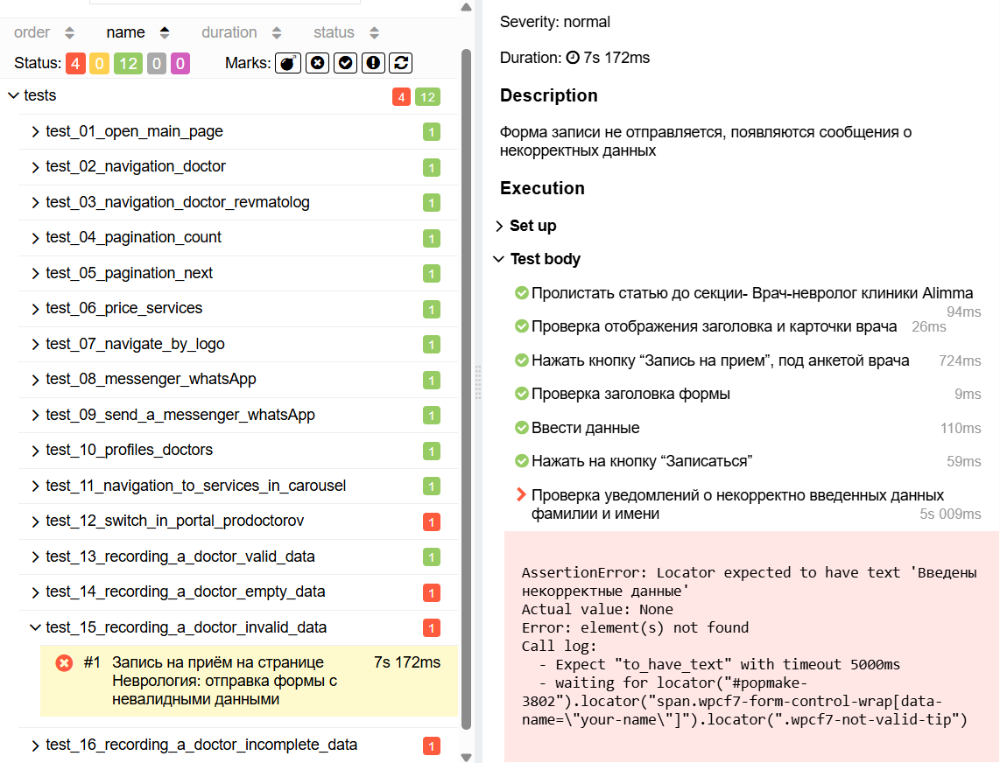 order name duration status
Status: 4 0 12 0 0 Marks:
tests 4 12
test_01_open_main_page 1
test_02_navigation_doctor 1
test_03_navigation_doctor_revmatolog 1
test_04_pagination_count 1
test_05_pagination_next 1
test_06_price_services 1
test_07_navigate_by_logo 1
test_08_messenger_whatsApp 1
test_09_send_a_messenger_whatsApp 1
test_10_profiles_doctors 1
test_11_navigation_to_services_in_carousel 1
test_12_switch_in_portal_prodoctorov 1
test_13_recording_a_doctor_valid_data 1
test_14_recording_a_doctor_empty_data 1
test_15_recording_a_doctor_invalid_data 1
#1 Запись на приём на странице 7s 172ms
Неврология: отправка формы с
невалидными данными
test_16_recording_a_doctor_incomplete_data 1
Severity: normal
Duration: 7s 172ms
Description
Форма записи не отправляется, появляются сообщения о
некорректных данных
Execution
Set up
Test body
Пролистать статью до секции- Врач-невролог клиники Alimma
94ms
Проверка отображения заголовка и карточки врача 26ms
Нажать кнопку “Запись на прием”, под анкетой врача 724ms
Проверка заголовка формы 9ms
Ввести данные 110ms
Нажать на кнопку “Записаться” 59ms
Проверка уведомлений о некорректно введенных данных
фамилии и имени 5s 009ms
AssertionError: Locator expected to have text 'Введены
некорректные данные'
Actual value: None
Error: element(s) not found
Call log:
- Expect "to_have_text" with timeout 5000ms
- waiting for locator("#popmake-
3802").locator("span.wpcf7-form-control-wrap[data-
name=\"your-name\"]").locator(".wpcf7-not-valid-tip")